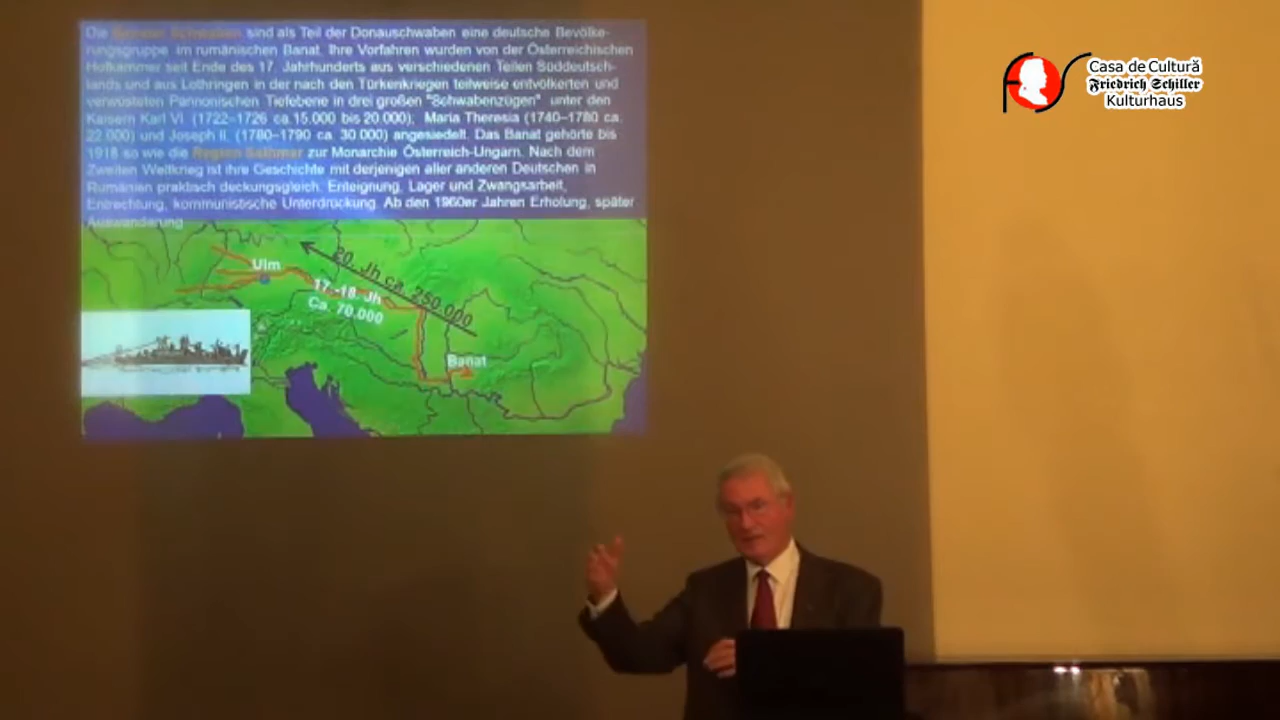 Die Banater Schwaben sind als Teil der Donauschwaben eine deutsche Bevölke-
rungsgruppe im rumänischen Banat. Ihre Vorfahren wurden von der Österreichischen
Hofkammer seit Ende des 17. Jahrhunderts aus verschiedenen Teilen Süddeutsch-
lands und aus Lothringen in der nach den Türkenkriegen teilweise entvölkerten und
verwüsteten Pannonischen Tiefebene in drei großen "Schwabenzügen" unter den
Kaisern Karl VI. (1722–1726 ca.15.000 bis 20.000); Maria Theresia (1740–1780 ca.
22.000) und Joseph II. (1780–1790 ca. 30.000) angesiedelt. Das Banat gehörte bis
1918 so wie die Region Sathmar zur Monarchie Österreich-Ungarn. Nach dem
Zweiten Weltkrieg ist ihre Geschichte mit derjenigen aller anderen Deutschen in
Rumänien praktisch deckungsgleich: Enteignung, Lager und Zwangsarbeit,
Entrechtung, kommunistische Unterdrückung. Ab den 1960er Jahren Erholung, später
Auswanderung
Ulm
20. Jh ca. 250.000
17.-18. Jh
Ca. 70.000
Banat
Casa de Cultură
Friedrich Schiller
Kulturhaus